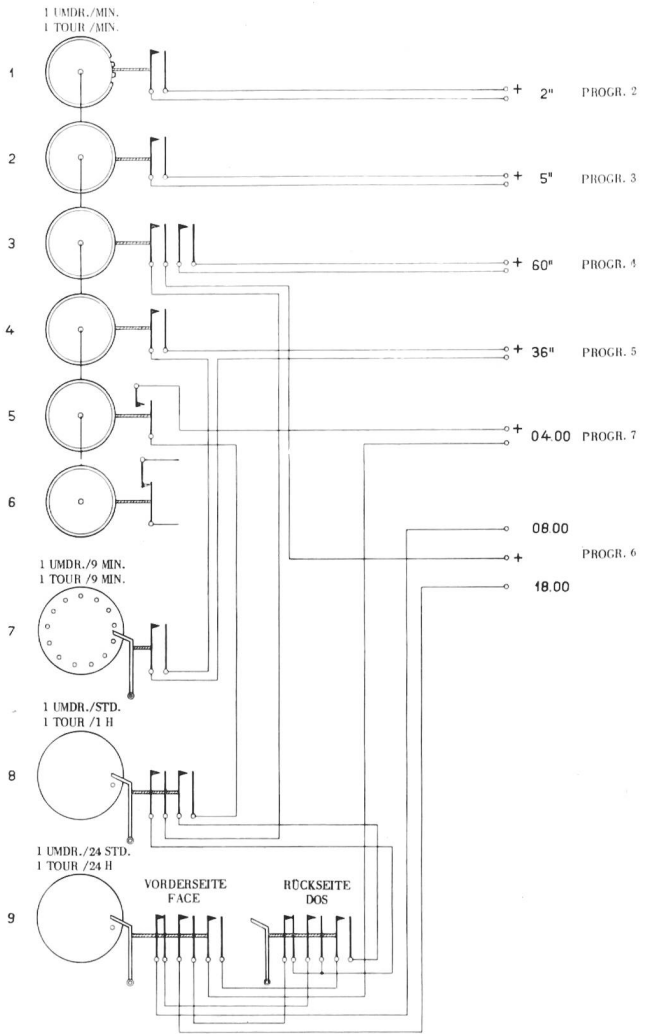 1 UMDR./MIN.
1 TOUR /MIN.
1
+ 2" PROGR. 2
2
+ 5" PROGR. 3
3
+ 60" PROGR. 4
4
+ 36" PROGR. 5
5
+ 04.00 PROGR. 7
6
08.00
+ PROGR. 6
18.00
1 UMDR./9 MIN.
1 TOUR /9 MIN.
7
1 UMDR./STD.
1 TOUR /1 H
8
1 UMDR./24 STD.
1 TOUR /24 H
9
VORDERSEITE
FACE
RÜCKSEITE
DOS